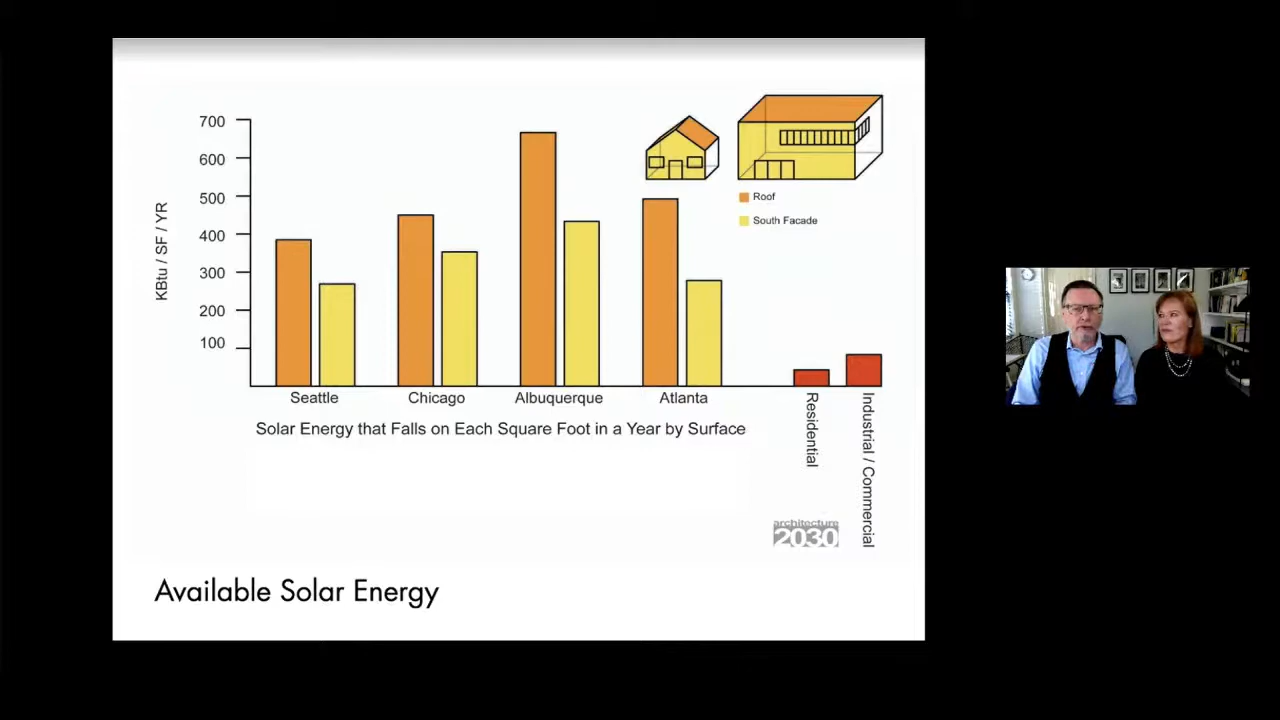 700
600
500
400
300
200
100
KBtu / SF / YR
Roof
South Facade
Seattle
Chicago
Albuquerque
Atlanta
Residential
Industrial / Commercial
Solar Energy that Falls on Each Square Foot in a Year by Surface
architecture
2030
Available Solar Energy